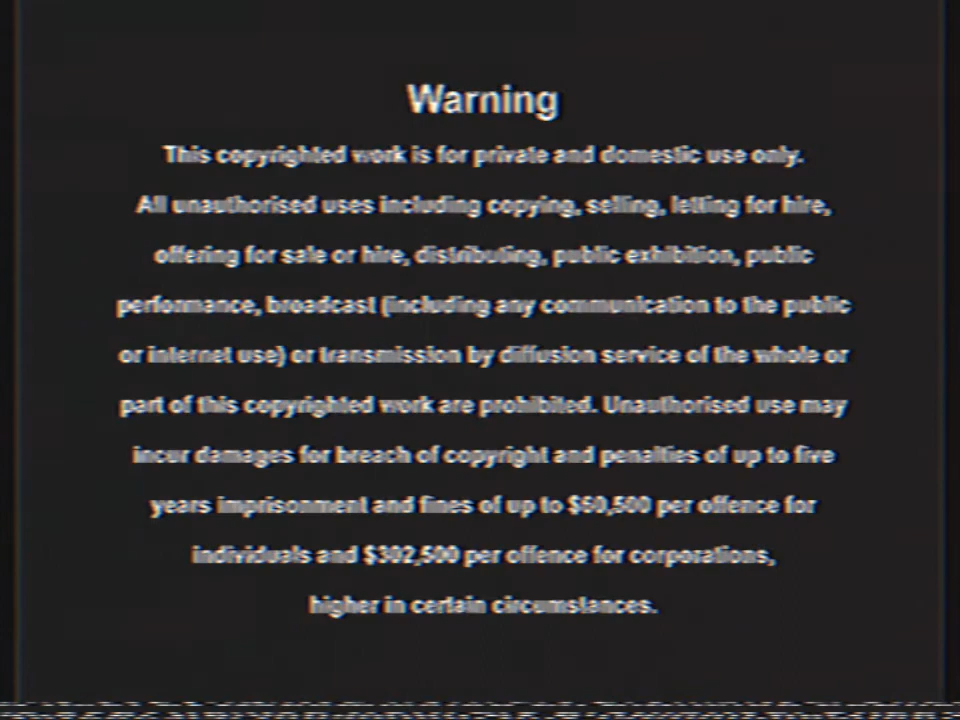 Warning
This copyrighted work is for private and domestic use only.
All unauthorised uses including copying, selling, letting for hire,
offering for sale or hire, distributing, public exhibition, public
performance, broadcast (including any communication to the public
or internet use) or transmission by diffusion service of the whole or
part of this copyrighted work are prohibited. Unauthorised use may
incur damages for breach of copyright and penalties of up to five
years imprisonment and fines of up to $60,500 per offence for
individuals and $302,500 per offence for corporations,
higher in certain circumstances.